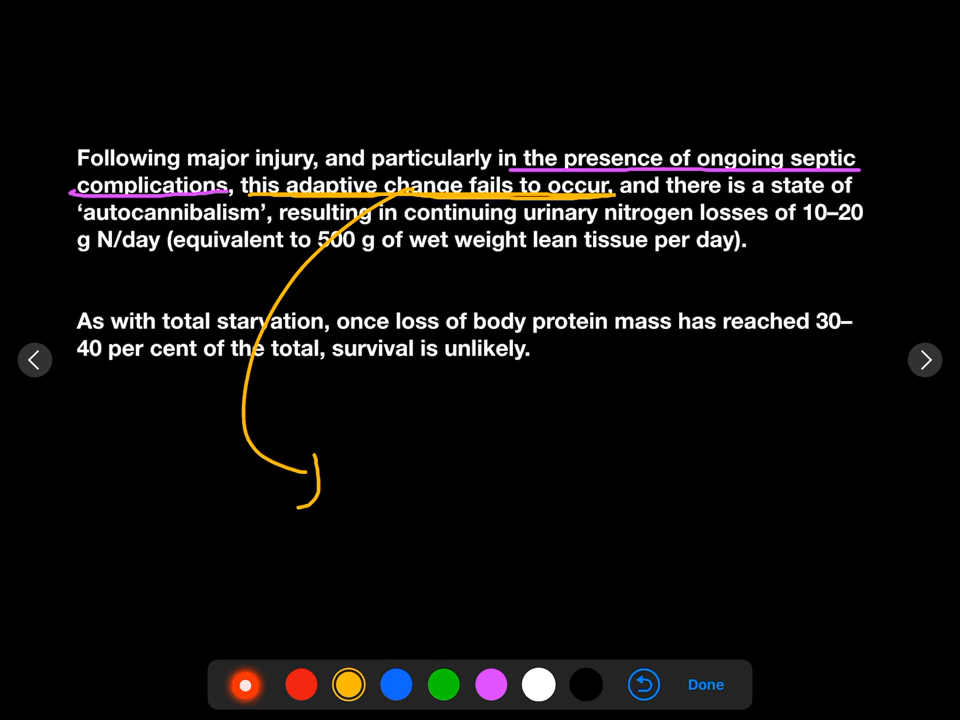 Following major injury, and particularly in the presence of ongoing septic
complications, this adaptive change fails to occur, and there is a state of
‘autocannibalism’, resulting in continuing urinary nitrogen losses of 10–20
g N/day (equivalent to 500 g of wet weight lean tissue per day).
As with total starvation, once loss of body protein mass has reached 30–
40 per cent of the total, survival is unlikely.
Done